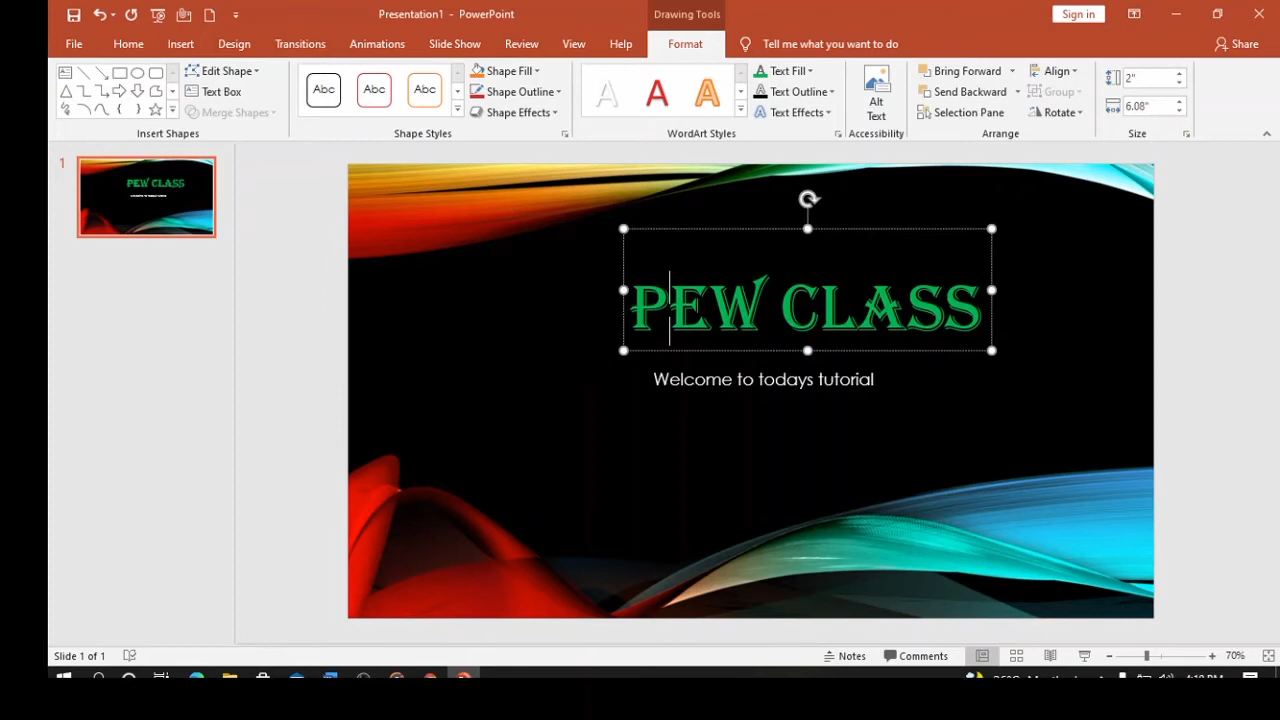 Presentation1 - PowerPoint
Drawing Tools
Sign in
File Home Insert Design Transitions Animations Slide Show Review View Help Format Tell me what you want to do Share
Edit Shape
Text Box
Merge Shapes
Insert Shapes
Abc Abc Abc
Shape Fill
Shape Outline
Shape Effects
Shape Styles
A A A
Text Fill
Text Outline
Text Effects
WordArt Styles
Alt
Text
Accessibility
Bring Forward
Send Backward
Selection Pane
Align
Group
Rotate
Arrange
2"
6.08"
Size
1
PEW CLASS
Welcome to todays tutorial
PEW CLASS
Welcome to todays tutorial
Slide 1 of 1
Notes Comments 70%